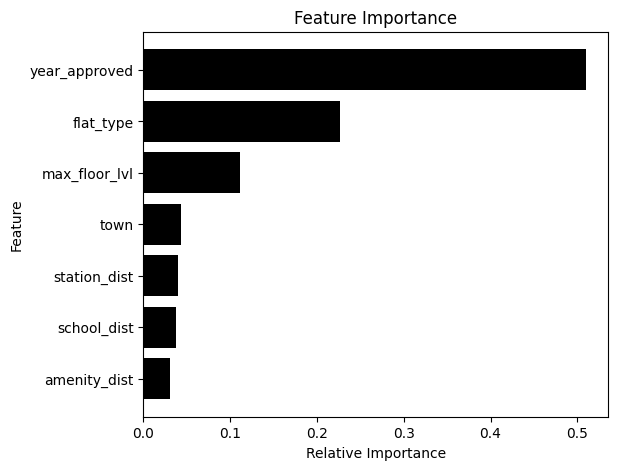 Feature Importance
year_approved
flat_type
max_floor_lvl
town
station_dist
school_dist
amenity_dist
Feature
0.0 0.1 0.2 0.3 0.4 0.5
Relative Importance